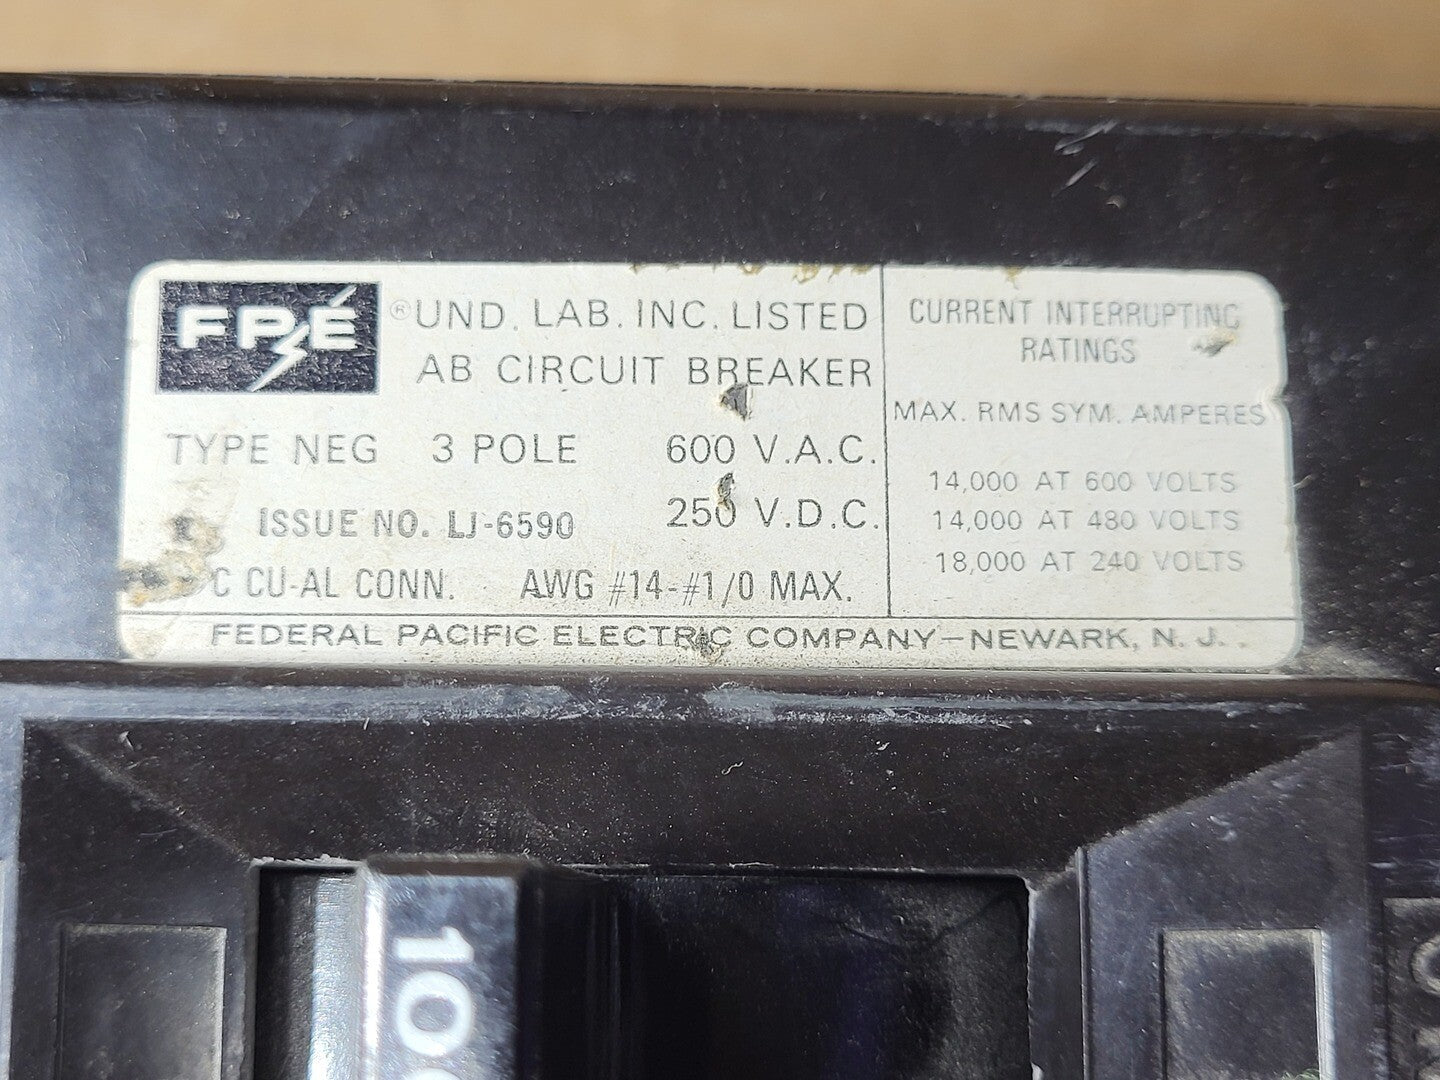 FPÉ
® UND. LAB. INC. LISTED
AB CIRCUIT BREAKER
TYPE NEG 3 POLE 600 V.A.C.
250 V.D.C.
ISSUE NO. LJ-6590
C CU-AL CONN. AWG #14-#1/0 MAX.
CURRENT INTERRUPTING
RATINGS
MAX. RMS SYM. AMPERES
14,000 AT 600 VOLTS
14,000 AT 480 VOLTS
18,000 AT 240 VOLTS
FEDERAL PACIFIC ELECTRIC COMPANY-NEWARK, N. J.